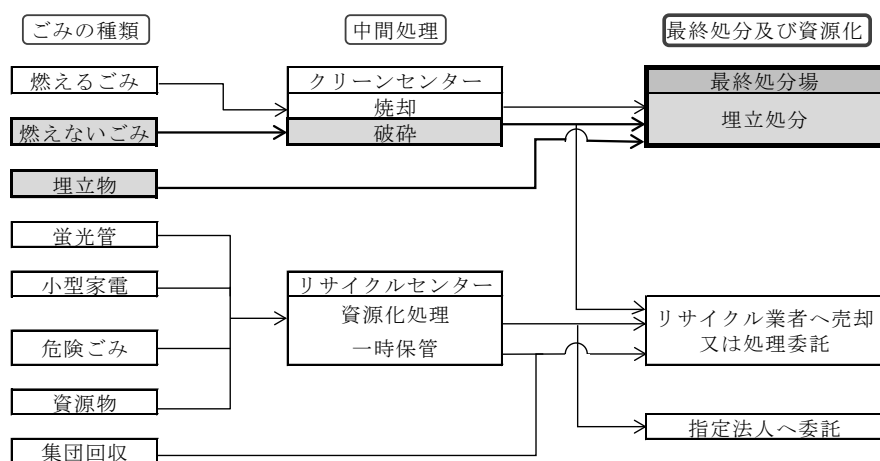 ごみの種類
中間処理
最終処分及び資源化
燃えるごみ
クリーンセンター
最終処分場
焼却
埋立処分
燃えないごみ
破砕
埋立物
蛍光管
小型家電
リサイクルセンター
資源化処理
リサイクル業者へ売却
又は処理委託
危険ごみ
一時保管
資源物
指定法人へ委託
集団回収